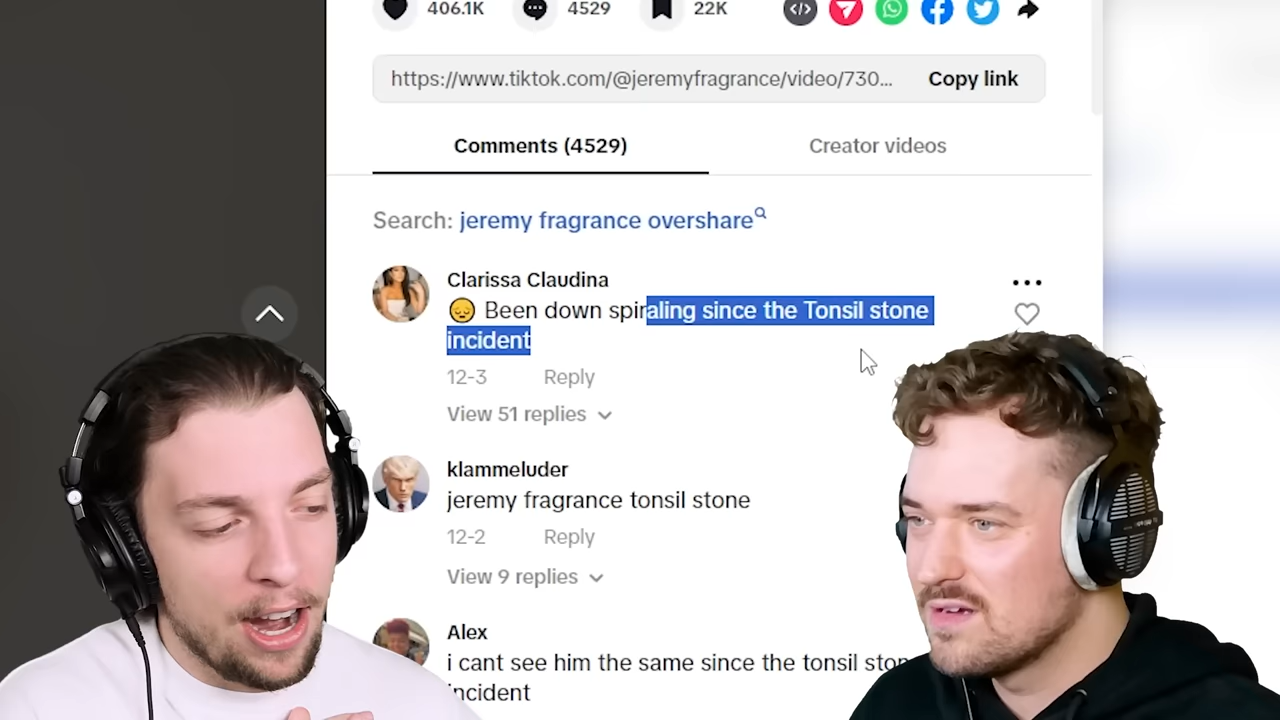 406.1K 4529 22K
https://www.tiktok.com/@jeremyfragrance/video/730... Copy link
Comments (4529) Creator videos
Search: jeremy fragrance overshare
Clarissa Claudina
😔 Been down spiraling since the Tonsil stone
incident
12-3 Reply
View 51 replies
klammeluder
jeremy fragrance tonsil stone
12-2 Reply
View 9 replies
Alex
i cant see him the same since the tonsil
incident